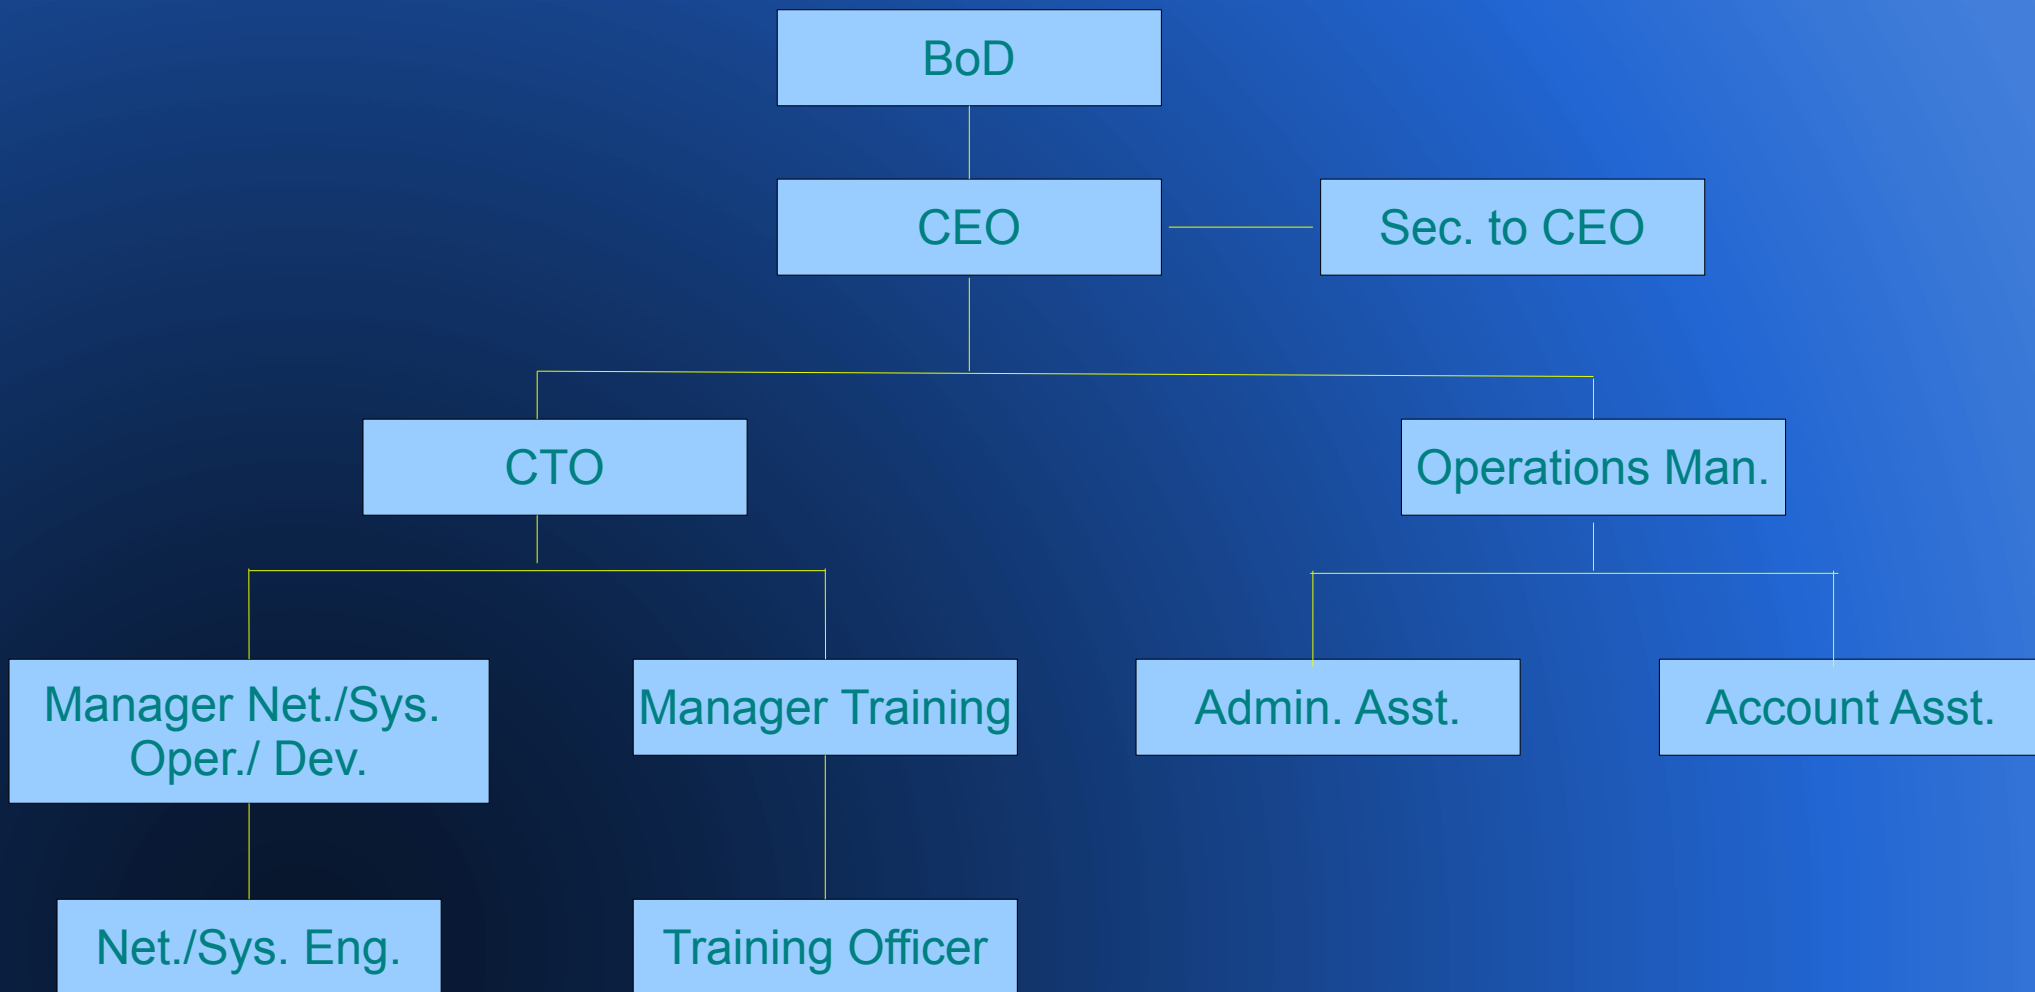 BoD
CEO
Sec. to CEO
CTO
Operations Man.
Manager Net./Sys.
Oper./ Dev.
Manager Training
Admin. Asst.
Account Asst.
Net./Sys. Eng.
Training Officer